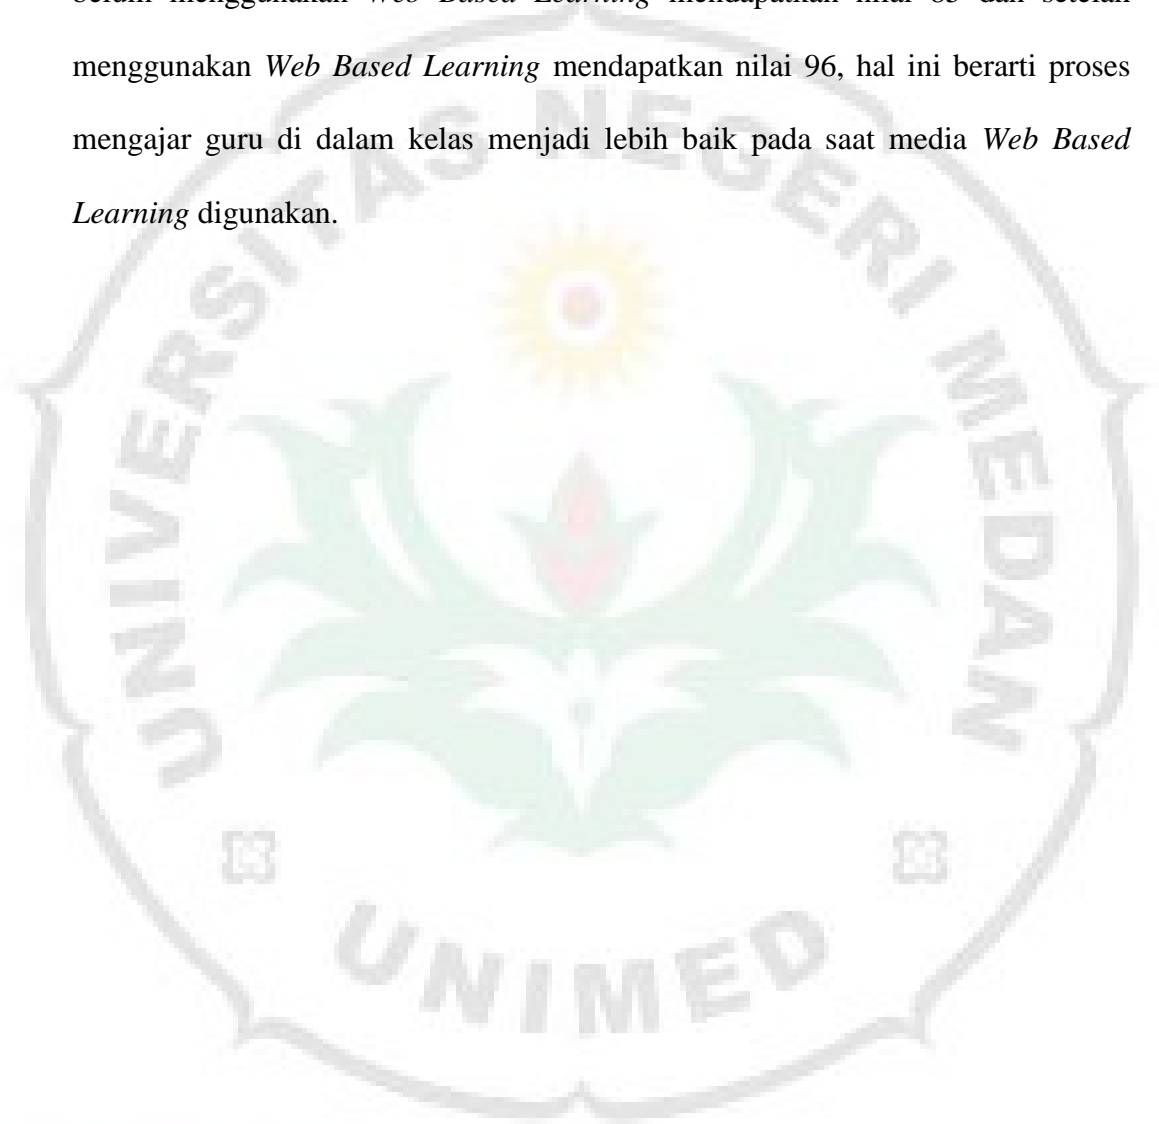 menggunakan Web Based Learning mendapatkan nilai dan setelah
menggunakan Web Based Learning mendapatkan nilai 96, hal ini berarti proses
mengajar guru di dalam kelas menjadi lebih baik pada saat media Web Based
Learning digunakan.
UNIVERSITAS NEGERI MEDAN
UNIMED